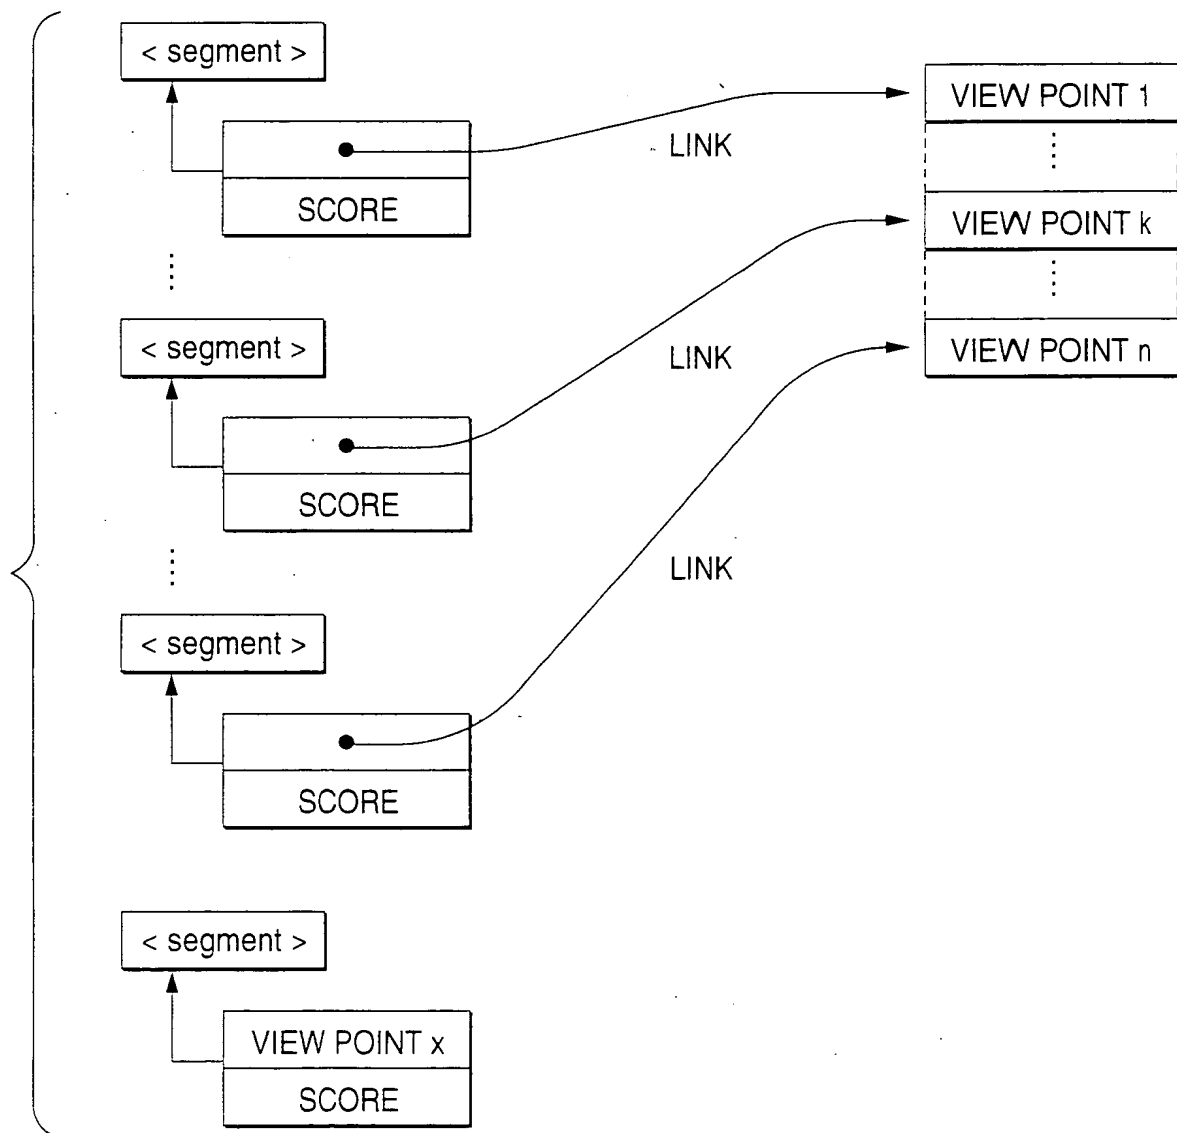 < segment >
SCORE
< segment >
SCORE
< segment >
SCORE
< segment >
VIEW POINT x
SCORE
LINK
LINK
LINK
VIEW POINT 1
VIEW POINT k
VIEW POINT n